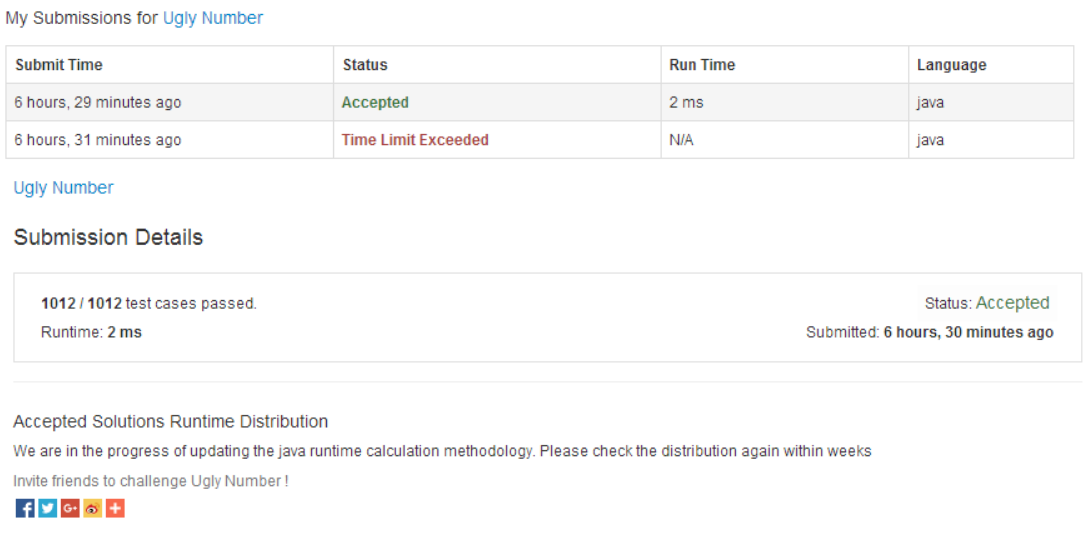 My Submissions for Ugly Number
Submit Time Status Run Time Language
6 hours, 29 minutes ago Accepted 2 ms java
6 hours, 31 minutes ago Time Limit Exceeded N/A java
Ugly Number
Submission Details
1012 / 1012 test cases passed. Status: Accepted
Runtime: 2 ms Submitted: 6 hours, 30 minutes ago
Accepted Solutions Runtime Distribution
We are in the progress of updating the java runtime calculation methodology. Please check the distribution again within weeks
Invite friends to challenge Ugly Number !